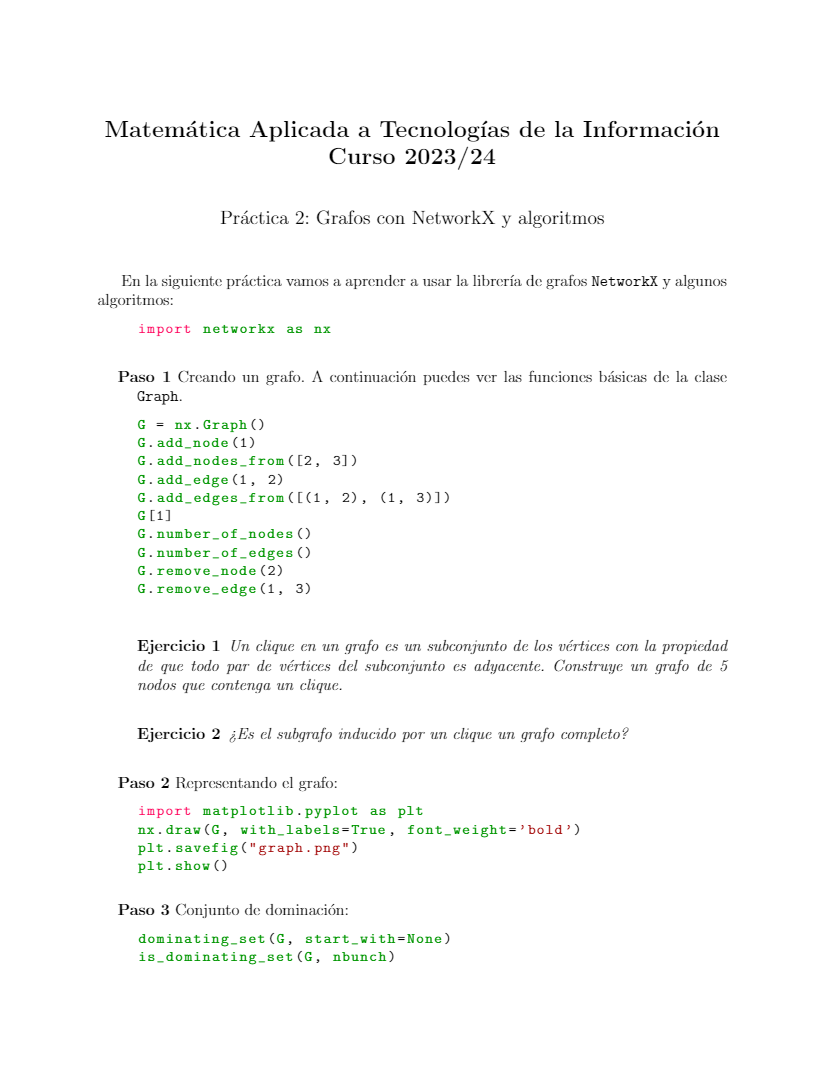 Matemática Aplicada a Tecnologías de la Información
Curso 2023/24
Práctica 2: Grafos con NetworkX y algoritmos
En la siguiente práctica vamos a aprender a usar la librería de grafos NetworkX y algunos
algoritmos:
import networkx as nx
Paso 1 Creando un grafo. A continuación puedes ver las funciones básicas de la clase
Graph.
G = nx.Graph()
G.add_node(1)
G.add_nodes_from([2, 3])
G.add_edge(1, 2)
G.add_edges_from([(1, 2), (1, 3)])
G[1]
G.number_of_nodes()
G.number_of_edges()
G.remove_node(2)
G.remove_edge(1, 3)
Ejercicio 1 Un clique en un grafo es un subconjunto de los vértices con la propiedad
de que todo par de vértices del subconjunto es adyacente. Construye un grafo de 5
nodos que contenga un clique.
Ejercicio 2 ¿Es el subgrafo inducido por un clique un grafo completo?
Paso 2 Representando el grafo:
import matplotlib.pyplot as plt
nx.draw(G, with_labels=True, font_weight='bold')
plt.savefig("graph.png")
plt.show()
Paso 3 Conjunto de dominación:
dominating_set(G, start_with=None)
is_dominating_set(G, nbunch)